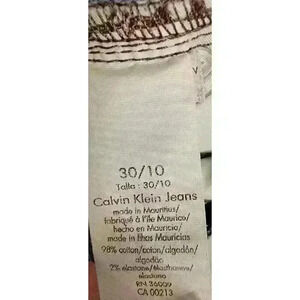 30/10
Talla : 30/10
Calvin Klein Jeans
made in Mauritius/
fabriqué à l'île Maurice/
hecho en Mauricia/
made in Ilhas Mauricias
98% cotton/coton/algodón/
algodão
2% elastane/élasthanne/
elastano
RN 36009
CA 00213